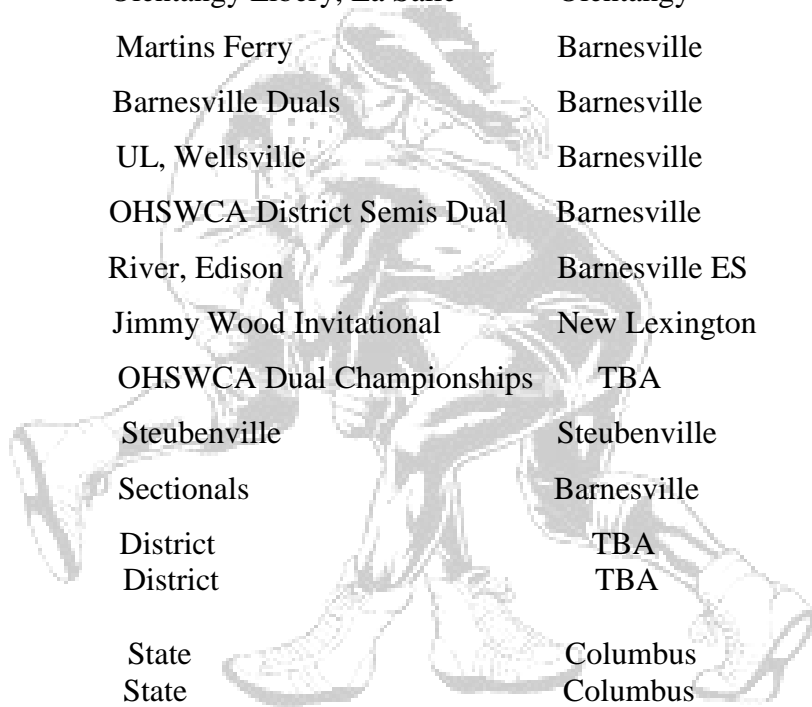 Martins Ferry Barnesville
Barnesville Duals Barnesville
UL, Wellsville Barnesville
OHSWCA District Semis Dual Barnesville
River, Edison Barnesville ES
Jimmy Wood Invitational New Lexington
OHSWCA Dual Championships TBA
Steubenville Steubenville
Sectionals Barnesville
District TBA
District TBA
State Columbus
State Columbus